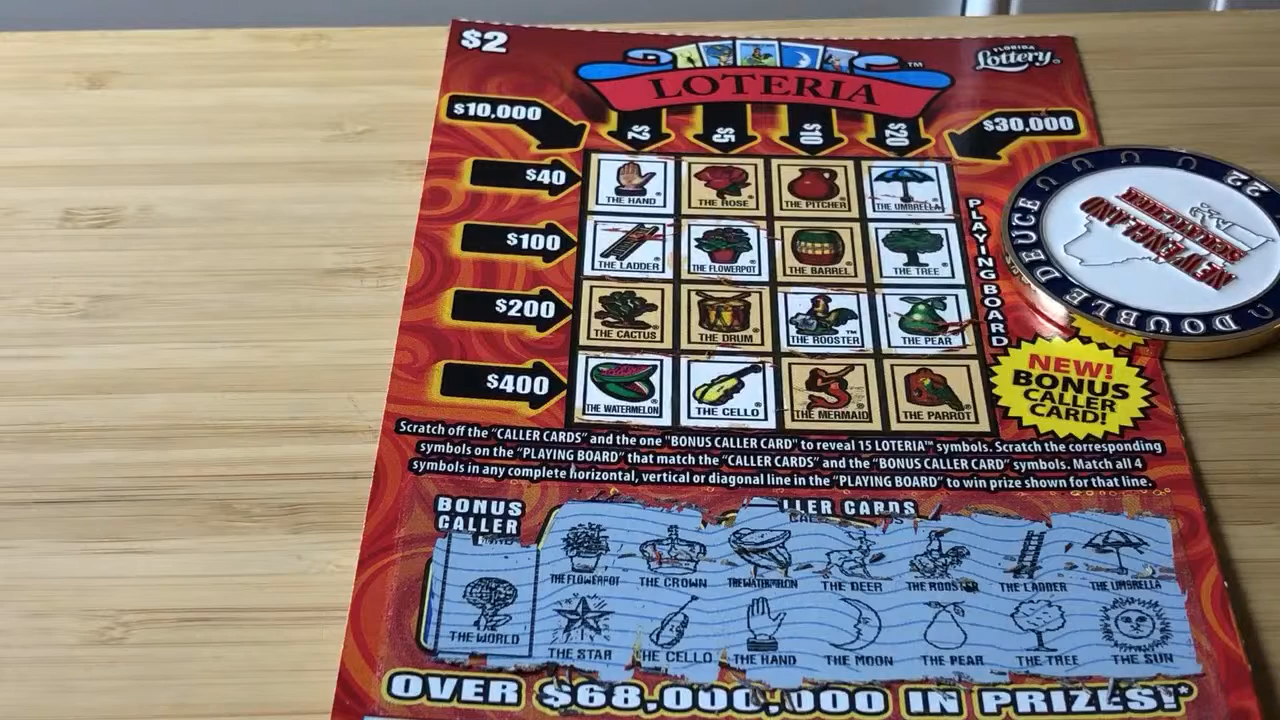 $2
FLORIDA
Lottery
LOTERIA™
$10,000
$2 $5 $10 $20
$30,000
$40
THE HAND THE ROSE THE PITCHER THE UMBRELLA
$100
THE LADDER THE FLOWERPOT THE BARREL THE TREE
$200
THE CACTUS THE DRUM THE ROOSTER THE PEAR
$400
THE WATERMELON THE CELLO THE MERMAID THE PARROT
PLAYING BOARD
NEW!
BONUS
CALLER
CARD!
DOUBLE DEUCE
22
NEW ENGLAND
SCRATCHER
Scratch off the "CALLER CARDS" and the one "BONUS CALLER CARD" to reveal 15 LOTERIA™ symbols. Scratch the corresponding
symbols on the "PLAYING BOARD" that match the "CALLER CARDS" and the "BONUS CALLER CARD" symbols. Match all 4
symbols in any complete horizontal, vertical or diagonal line in the "PLAYING BOARD" to win prize shown for that line.
BONUS
CALLER
LLER CARDS
THE FLOWERPOT THE CROWN THE WATERMELON THE DEER THE ROOSTER THE LADDER THE UMBRELLA
THE WORLD
THE STAR THE CELLO THE HAND THE MOON THE PEAR THE TREE THE SUN
OVER $68,000,000 IN PRIZES!*